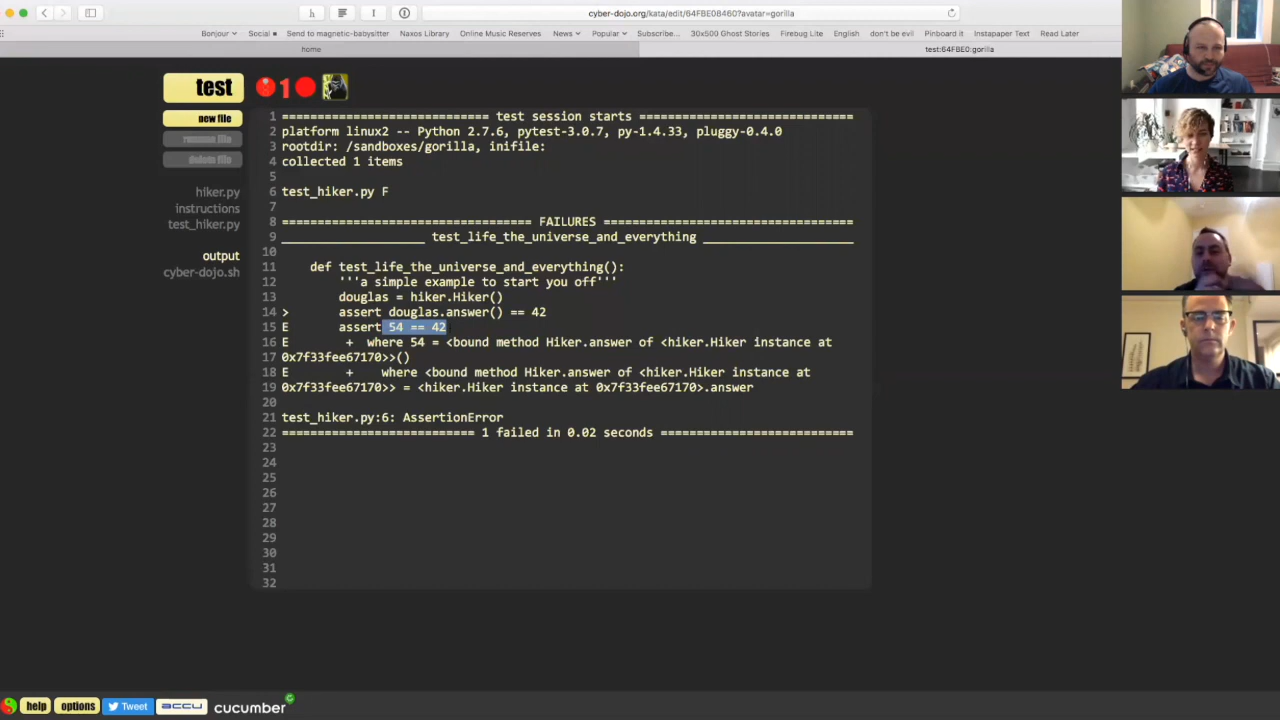 cyber-dojo.org/kata/edit/64FBE08460?avatar=gorilla
Bonjour Social Send to magnetic-babysitter Naxos Library Online Music Reserves News Popular Subscribe... 30x500 Ghost Stories Firebug Lite English don't be evil Pinboard it Instapaper Text Read Later
home test:64FBE0:gorilla
test 1
new file
rename file
delete file
hiker.py
instructions
test_hiker.py
output
cyber-dojo.sh
1 ============================= test session starts ==============================
2 platform linux2 -- Python 2.7.6, pytest-3.0.7, py-1.4.33, pluggy-0.4.0
3 rootdir: /sandboxes/gorilla, inifile:
4 collected 1 items
5
6 test_hiker.py F
7
8 =================================== FAILURES ===================================
9 ____________________ test_life_the_universe_and_everything _____________________
10
11 def test_life_the_universe_and_everything():
12 '''a simple example to start you off'''
13 douglas = hiker.Hiker()
14 > assert douglas.answer() == 42
15 E assert 54 == 42
16 E + where 54 = <bound method Hiker.answer of <hiker.Hiker instance at
17 0x7f33fee67170>>()
18 E + where <bound method Hiker.answer of <hiker.Hiker instance at
19 0x7f33fee67170>> = <hiker.Hiker instance at 0x7f33fee67170>.answer
20
21 test_hiker.py:6: AssertionError
22 =========================== 1 failed in 0.02 seconds ===========================
23
24
25
26
27
28
29
30
31
32
help options Tweet accu cucumber